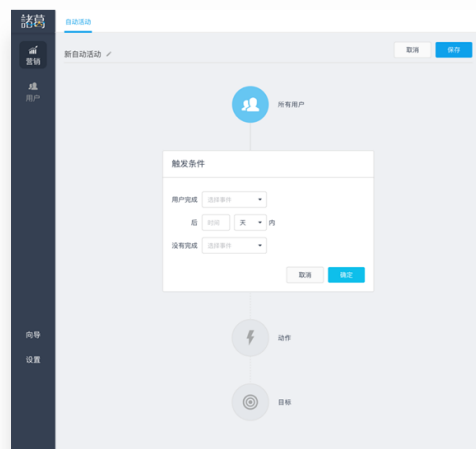 諸葛
自动活动
营销
新自动活动
取消
保存
用户
所有用户
触发条件
用户完成 选择事件
后 时间 天 内
没有完成 选择事件
取消
确定
向导
动作
设置
目标